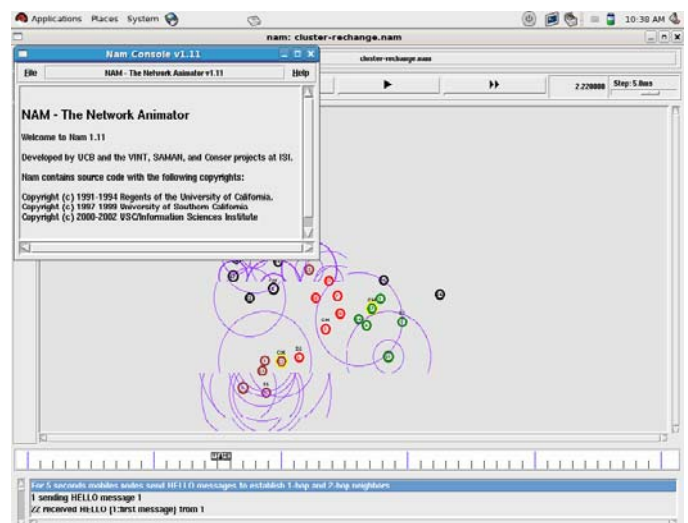 Applications Places System
10:38 AM
nam: cluster-rechange.nam
Nam Console v1.11
cluster-rechange.nam
File
NAM - The Network Animator v1.11
Help
2.220000
Step: 5.0ms
NAM - The Network Animator
Welcome to Nam 1.11
Developed by UCB and the VINT, SAMAN, and Conser projects at ISI.
Nam contains source code with the following copyrights:
Copyright (c) 1991-1994 Regents of the University of California.
Copyright (c) 1997-1999 University of Southern California
Copyright (c) 2000-2002 USC/Information Sciences Institute
For 5 seconds mobiles nodes send HELLO messages to establish 1-hop and 2-hop neighbors
1 sending HELLO message 1
22 received HELLO (1:first message) from 1